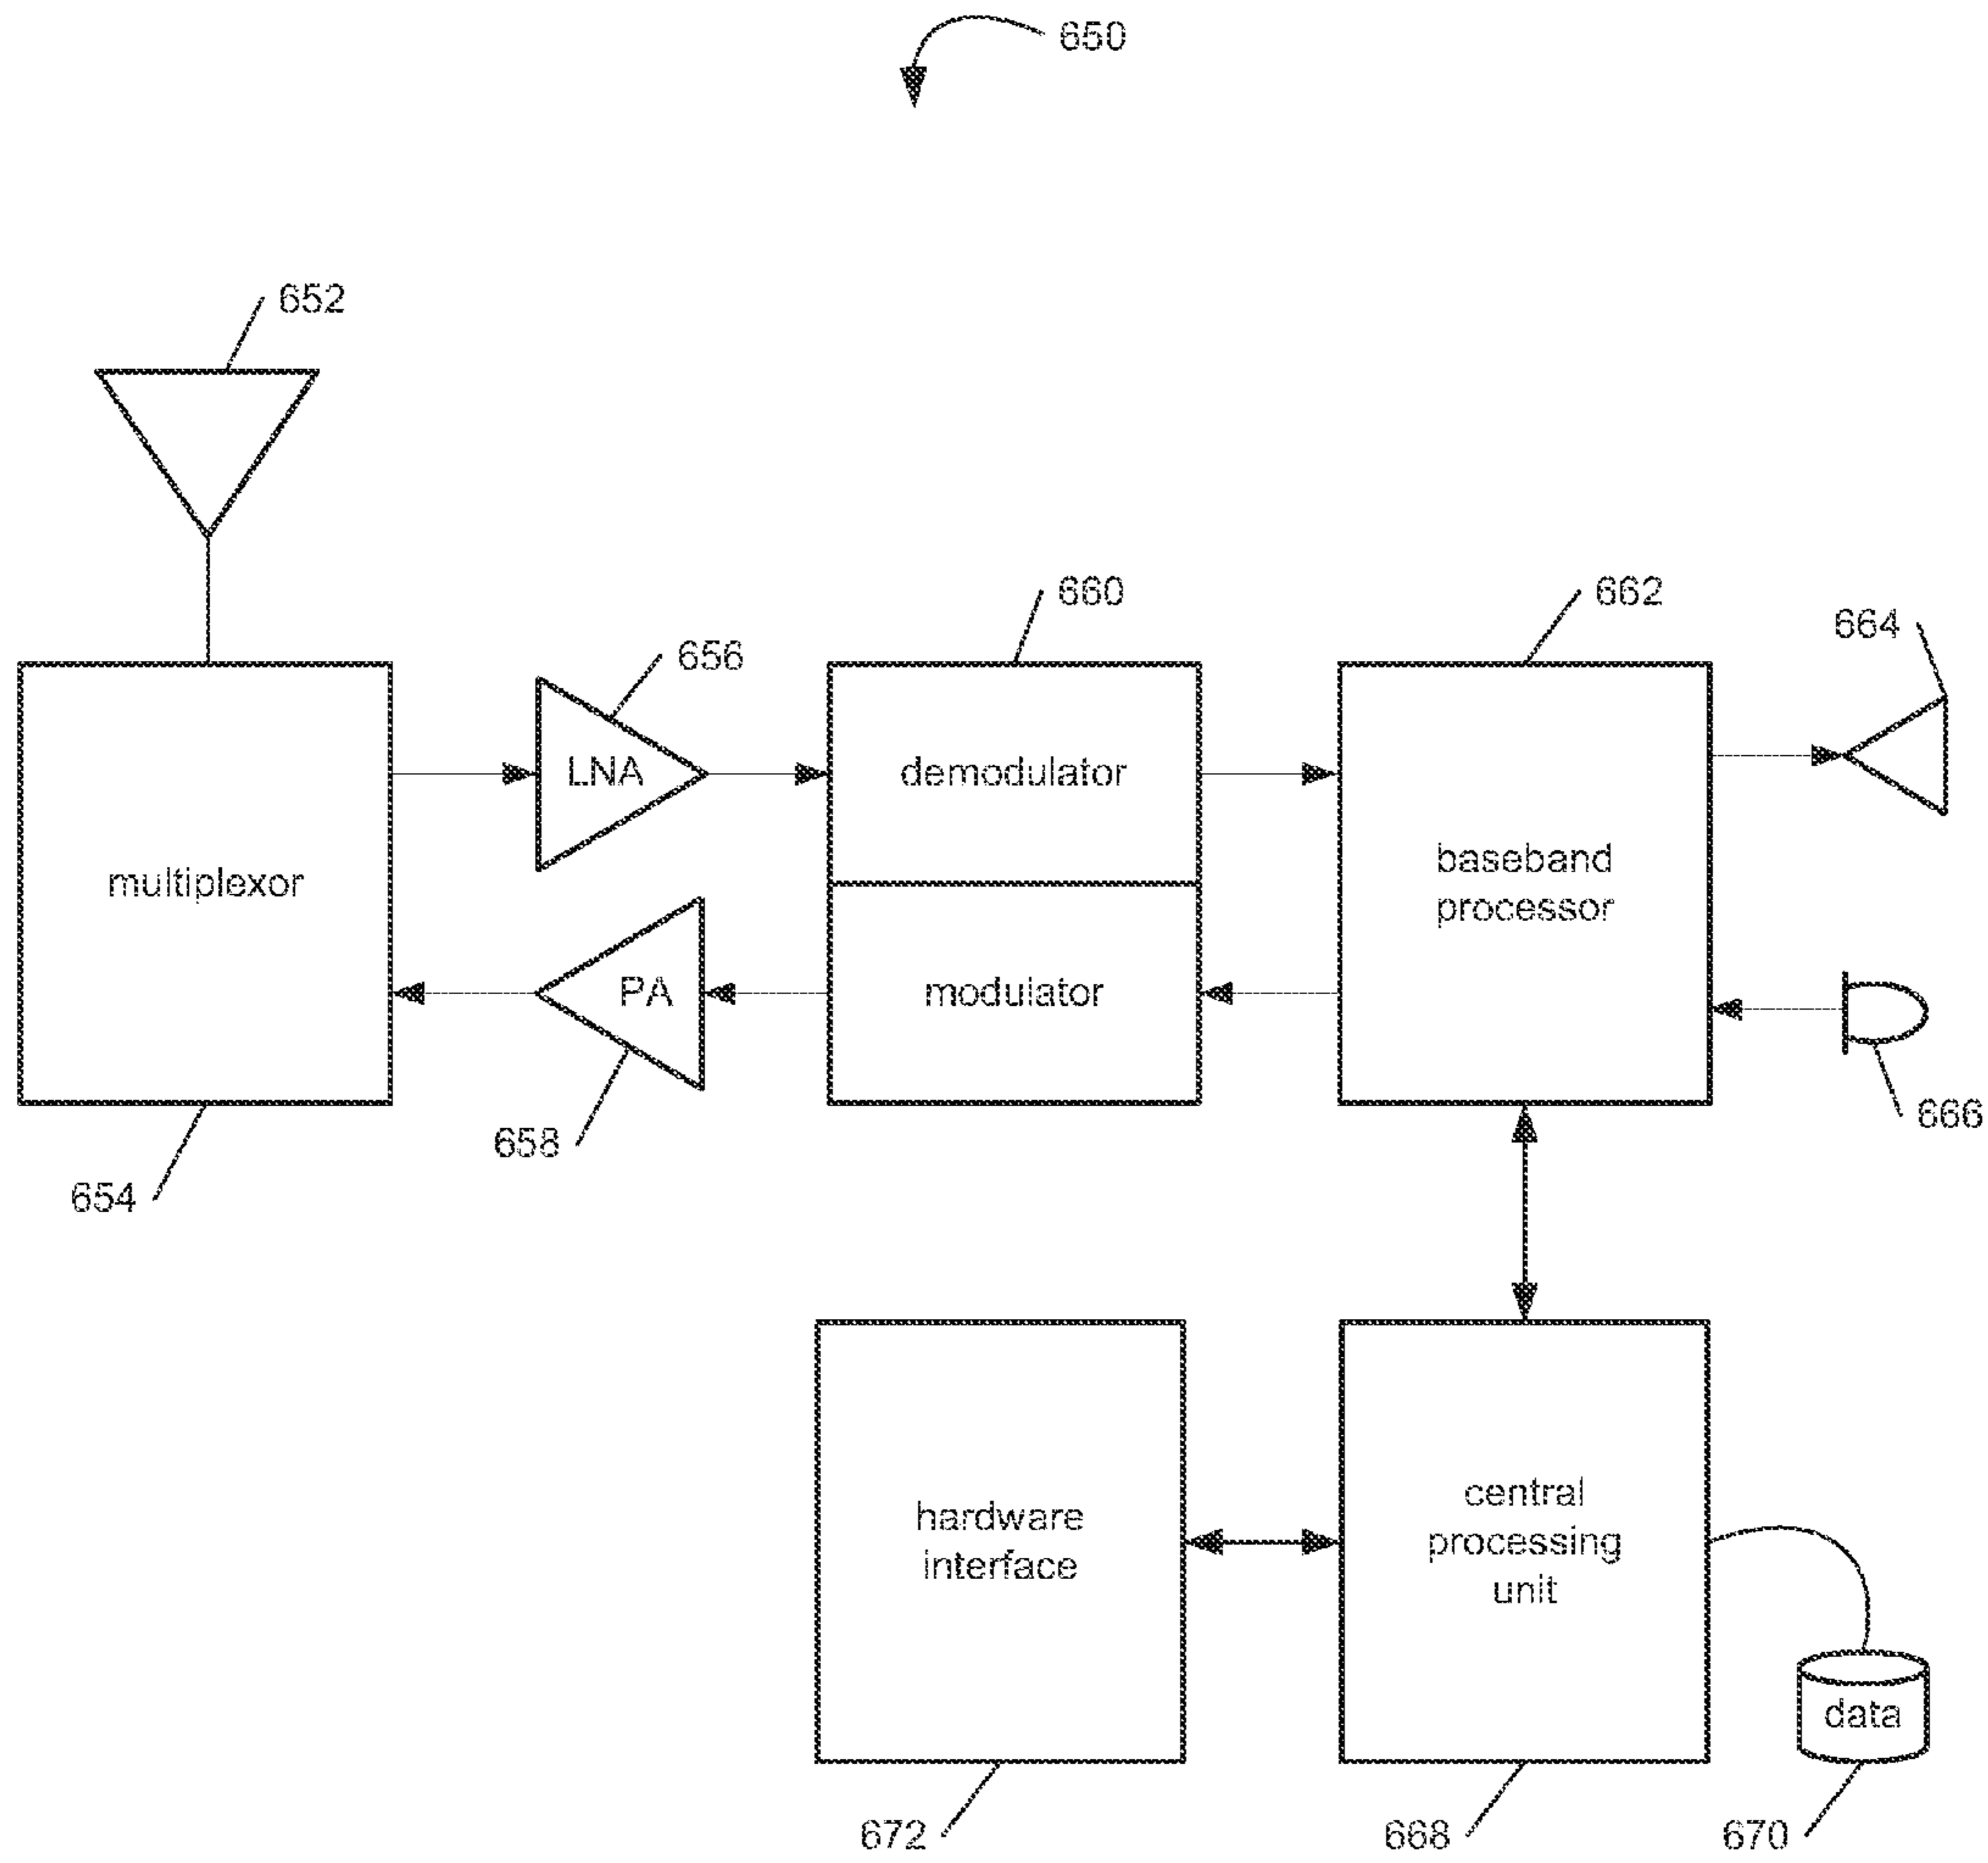 650
652
660
662
664
656
LNA
demodulator
baseband
processor
multiplexor
PA
modulator
658
666
654
hardware
interface
central
processing
unit
data
672
668
670